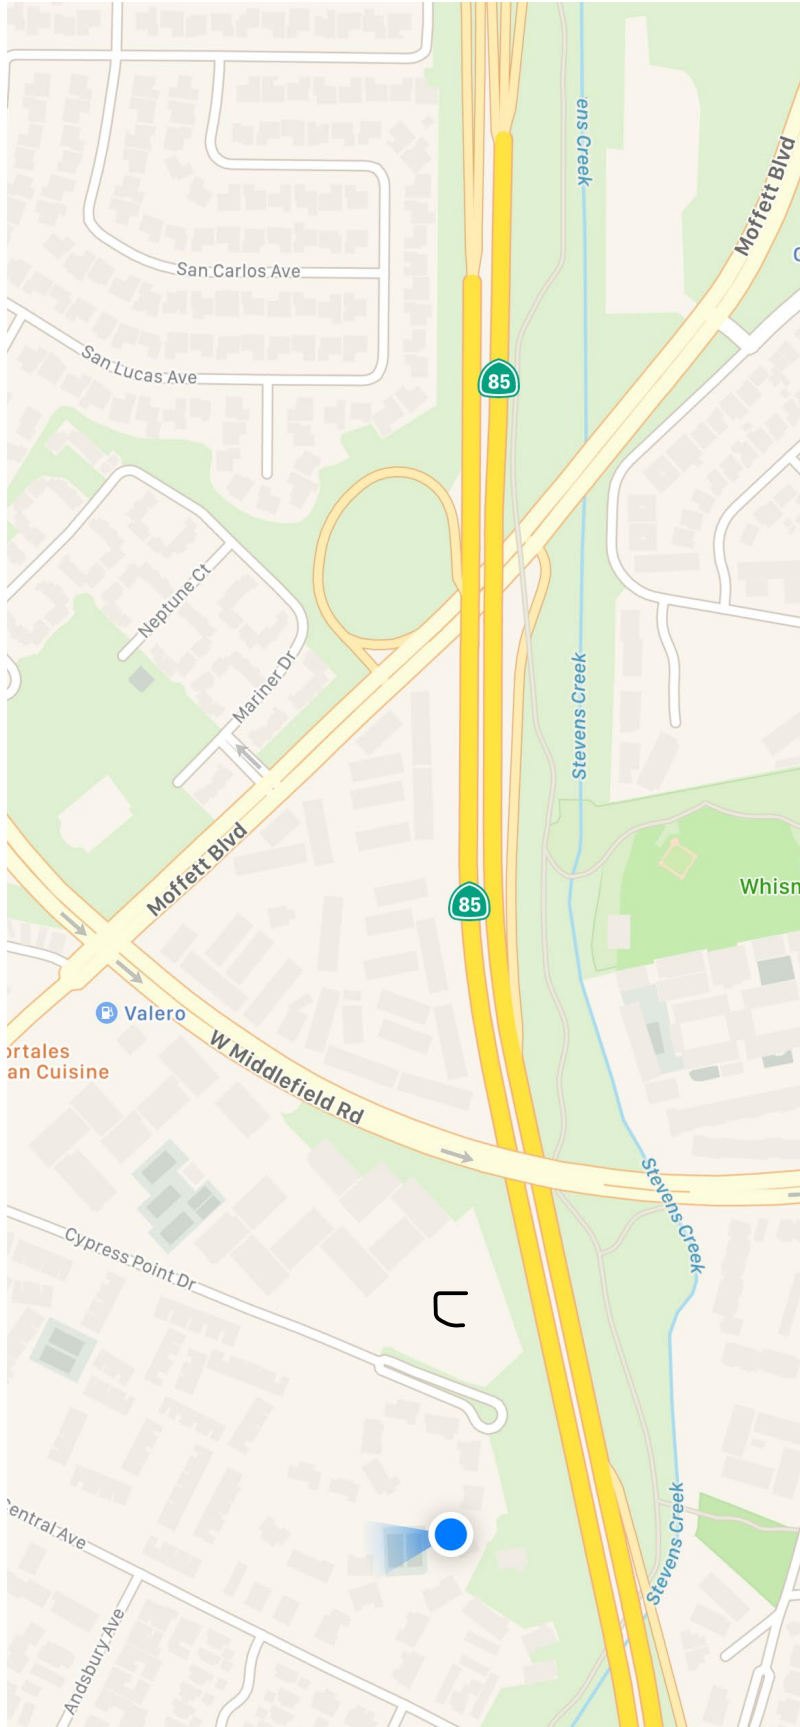 ens Creek
Moffett Blvd
San Carlos Ave
San Lucas Ave
85
Neptune Ct
Mariner Dr
Stevens Creek
Moffett Blvd
85
Whisn
Valero
ortales
an Cuisine
W Middlefield Rd
Stevens Creek
Cypress Point Dr
Central Ave
Stevens Creek
Andsbury Ave